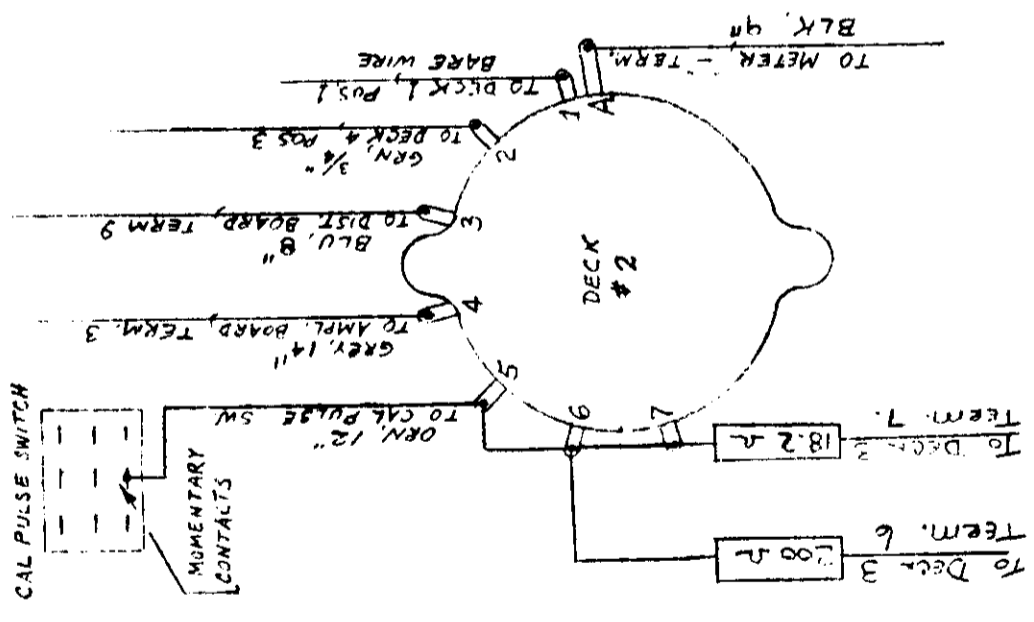 BLK, 4"
TO METER - TERM.
TO DECK 1, POS. 1
BARE WIRE
1
A
GRN, 3/4"
TO DECK 4, POS 3
2
BLU, 8"
TO DIST. BOARD, TERM 9
3
DECK
#2
GREY, 14"
TO AMPL. BOARD, TERM. 3
4
ORN, 12"
TO CAL PULSE SW
5
6
7
CAL PULSE SWITCH
MOMENTARY
CONTACTS
18.2 Ω
TO DECK 3
TERM. 7.
200 Ω
TO DECK 3
TERM. 6